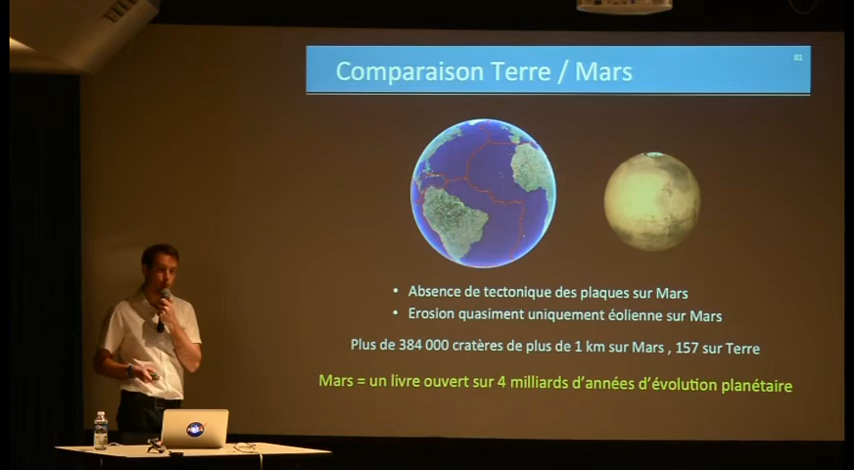 Comparaison Terre / Mars
81
• Absence de tectonique des plaques sur Mars
• Erosion quasiment uniquement éolienne sur Mars
Plus de 384 000 cratères de plus de 1 km sur Mars , 157 sur Terre
Mars = un livre ouvert sur 4 milliards d'années d'évolution planétaire